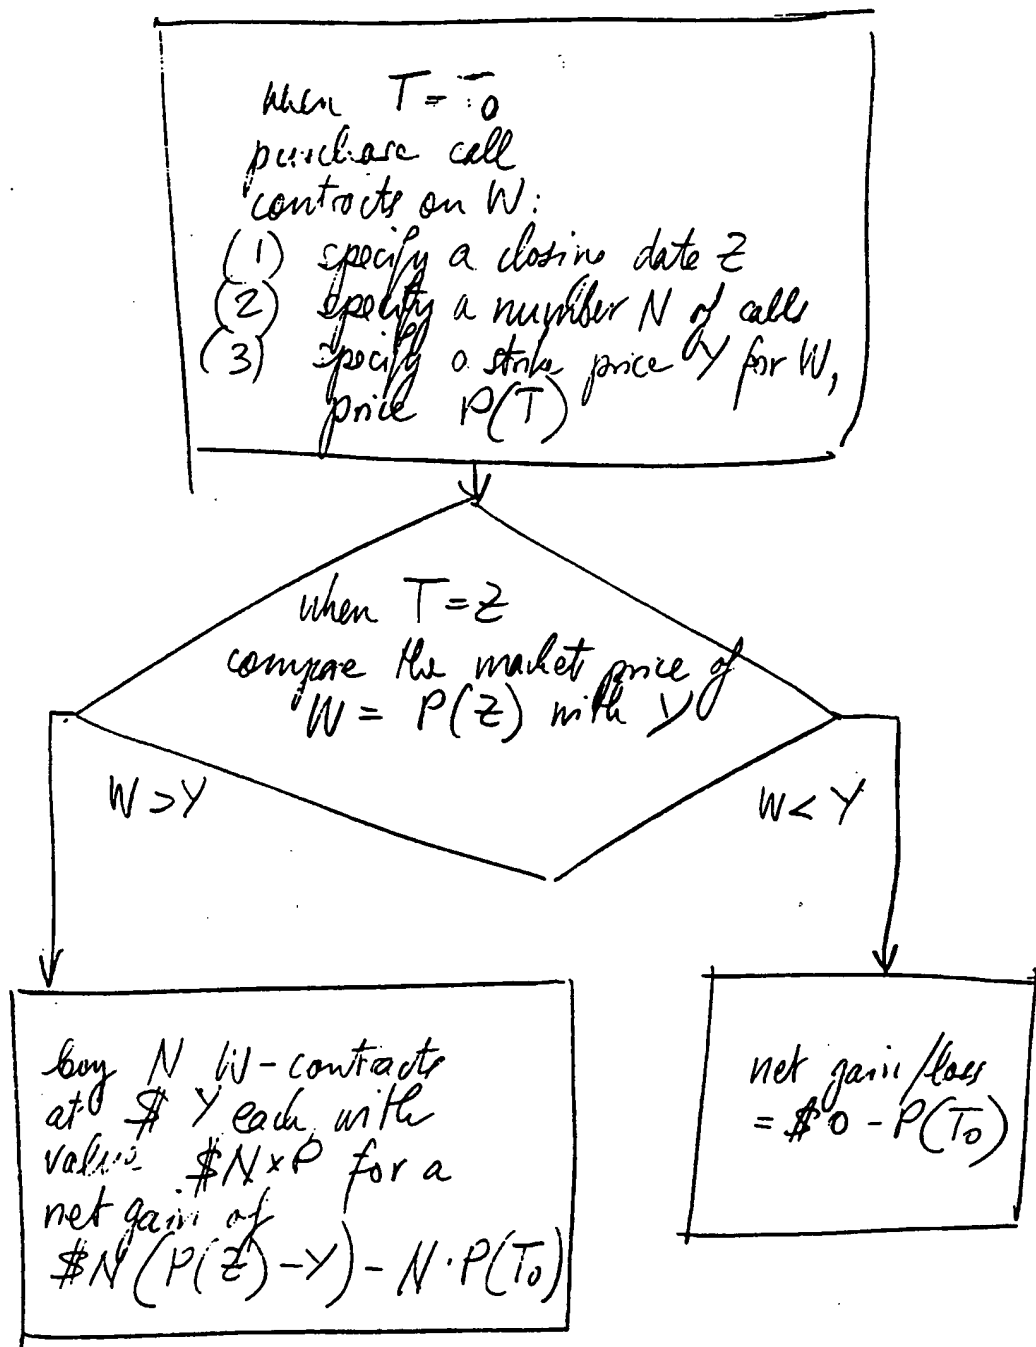 when T = T0
purchase call
contracts on W:
(1) specify a closing date Z
(2) specify a number N of calls
(3) specify a strike price Y for W,
price P(T)
when T = Z
compare the market price of
W = P(Z) with Y
W > Y
W < Y
buy N W-contracts
at $ Y each with
value $N×P for a
net gain of
$N(P(Z)-Y) - N·P(T0)
net gain/loss
= $0 - P(T0)